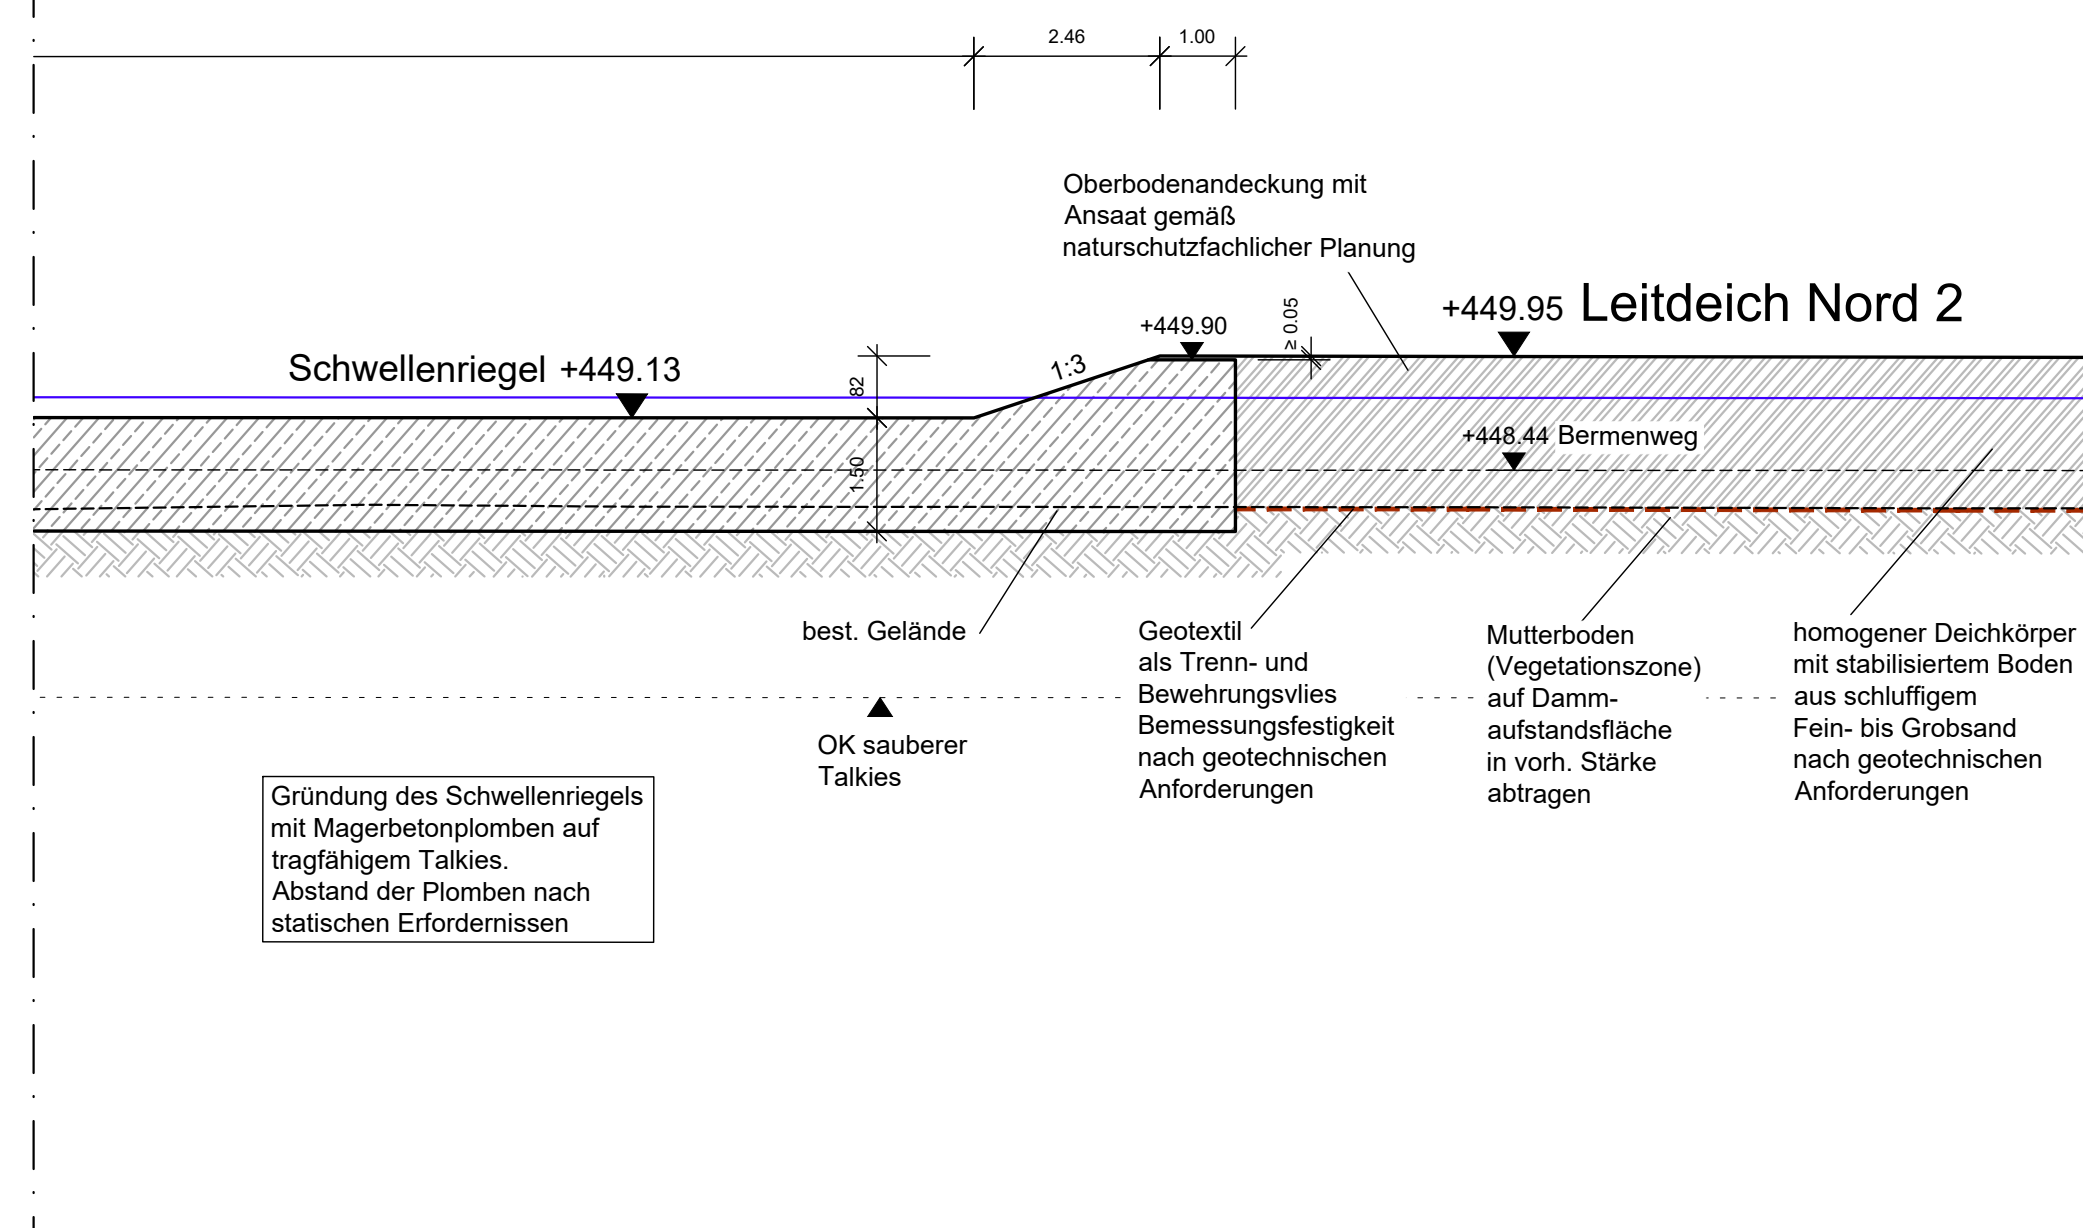 2.46
1.00
Oberbodenandeckung mit
Ansaat gemäß
naturschutzfachlicher Planung
+449.95 Leitdeich Nord 2
+449.90
≥ 0.05
Schwellenriegel +449.13
82
1:3
+448.44 Bermenweg
1.50
best. Gelände
Geotextil
als Trenn- und
Bewehrungsvlies
Bemessungsfestigkeit
nach geotechnischen
Anforderungen
Mutterboden
(Vegetationszone)
auf Damm-
aufstandsfläche
in vorh. Stärke
abtragen
homogener Deichkörper
mit stabilisiertem Boden
aus schluffigem
Fein- bis Grobsand
nach geotechnischen
Anforderungen
OK sauberer
Talkies
Gründung des Schwellenriegels
mit Magerbetonplomben auf
tragfähigem Talkies.
Abstand der Plomben nach
statischen Erfordernissen